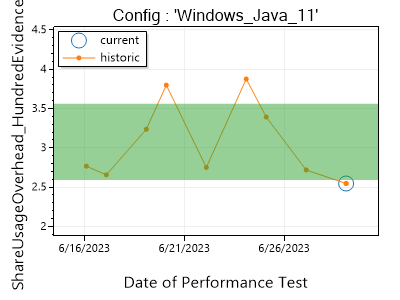 Config : 'Windows_Java_11'
current
historic
4.5
4
3.5
3
2.5
2
6/16/2023
6/21/2023
6/26/2023
Date of Performance Test
ShareUsageOverhead_HundredEvidence